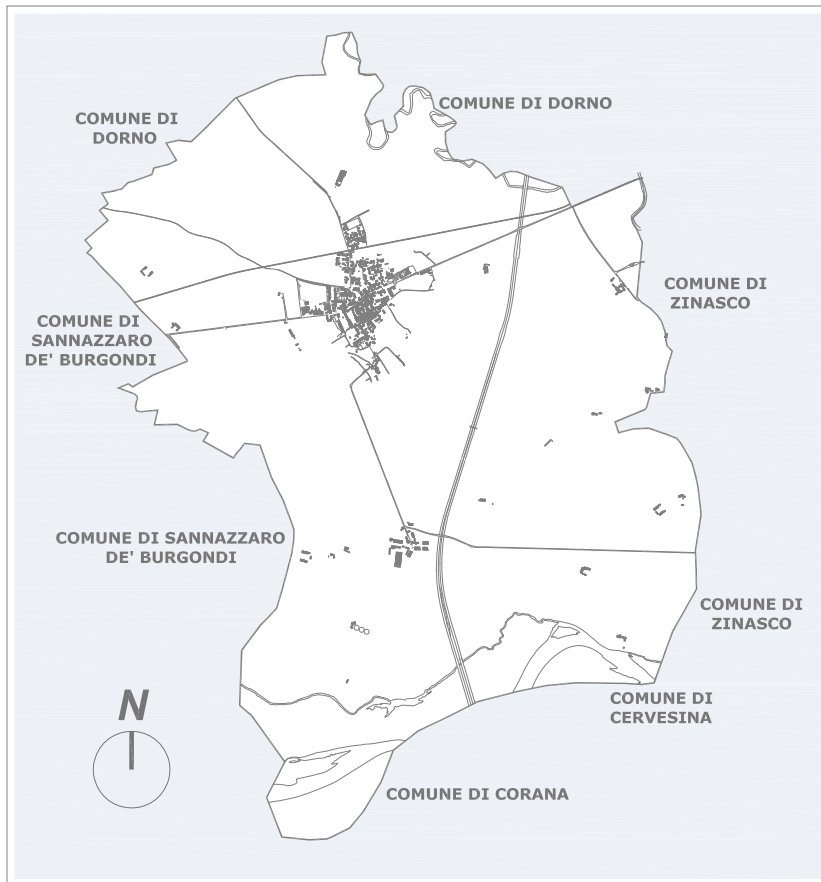 COMUNE DI
DORNO
COMUNE DI DORNO
COMUNE DI
ZINASCO
COMUNE DI
SANNAZZARO
DE' BURGONDI
COMUNE DI SANNAZZARO
DE' BURGONDI
COMUNE DI
ZINASCO
COMUNE DI
CERVESINA
N
COMUNE DI CORANA